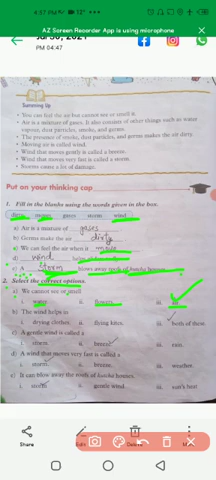 4:37 PM
AZ Screen Recorder App is using microphone
Jul 30, 2021
PM 04:47
Summing Up
You can feel the air but cannot see or smell it.
Air is a mixture of gases. It also consists of other things such as water
vapour, dust particles, smoke, and germs.
The presence of smoke, dust particles, and germs makes the air dirty.
Moving air is called wind.
Wind that moves gently is called a breeze.
Wind that moves very fast is called a storm.
Storms cause a lot of damage.
Put on your thinking cap
1. Fill in the blanks using the words given in the box.
dirty moves gases storm wind
a) Air is a mixture of gases.
b) Germs make the air dirty
c) We can feel the air when it moves
d) wind helps
e) A storm blows away roofs of kutcha houses.
2. Select the correct options.
a) We cannot see or smell
i. water ii. flowers iii. air
b) The wind helps in
i. drying clothes. ii. flying kites. iii. both of these
c) A gentle wind is called a
i. storm. ii. breeze. iii. rain.
d) A wind that moves very fast is called a
i. storm. ii. breeze. iii. weather.
e) It can blow away the roofs of kutcha houses.
i. storm ii. gentle wind iii. sun's heat